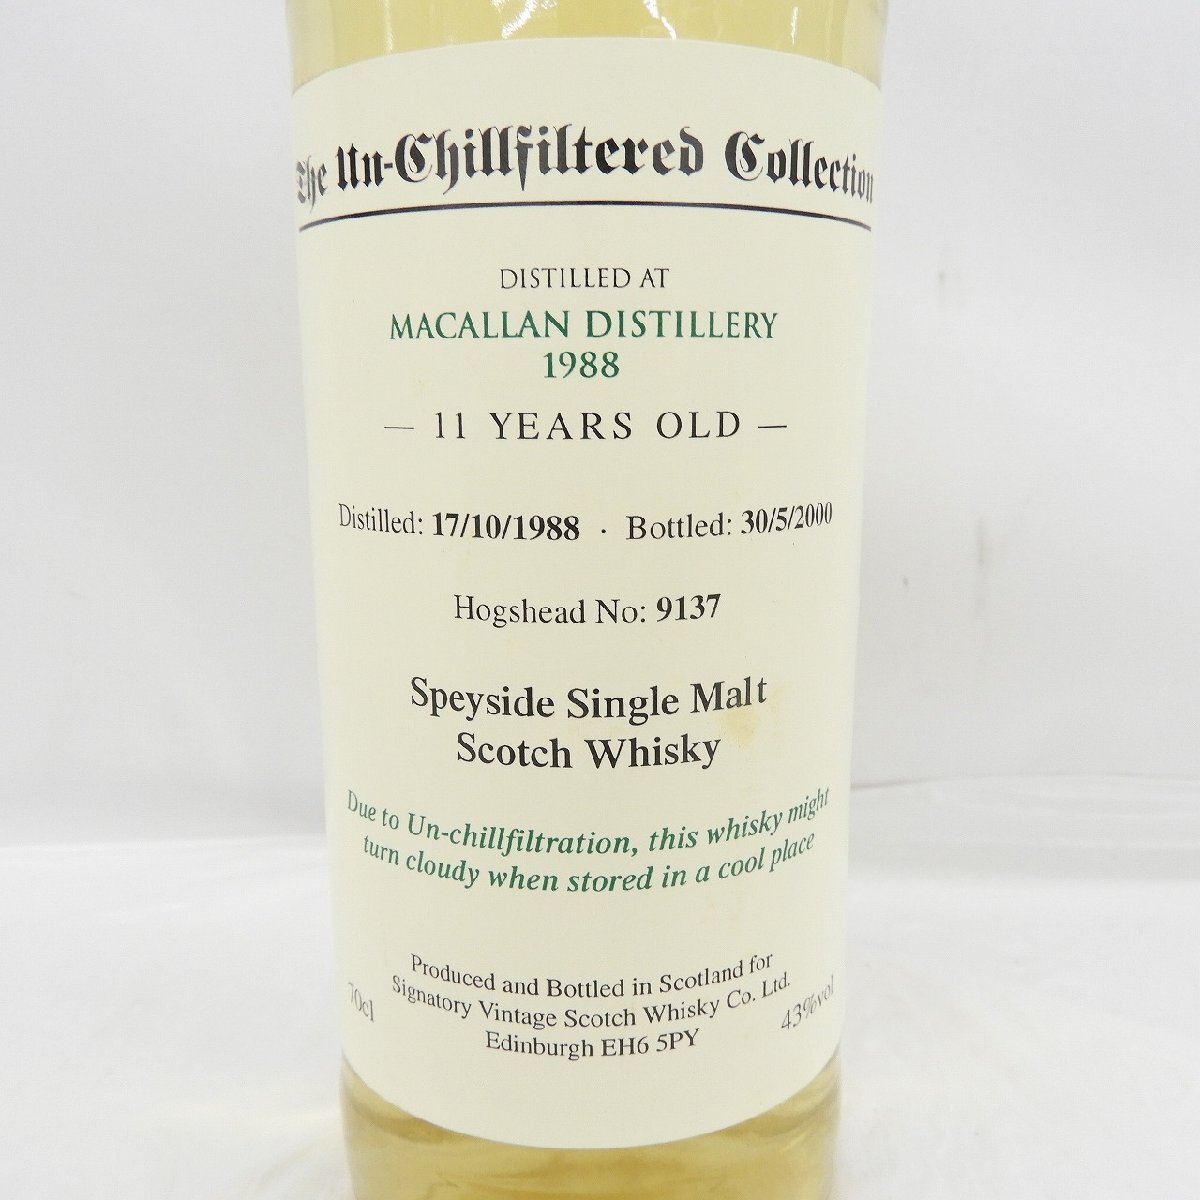 The Un-Chillfiltered Collection
DISTILLED AT
MACALLAN DISTILLERY
1988
— 11 YEARS OLD —
Distilled: 17/10/1988 · Bottled: 30/5/2000
Hogshead No: 9137
Speyside Single Malt
Scotch Whisky
Due to Un-chillfiltration, this whisky might
turn cloudy when stored in a cool place
Produced and Bottled in Scotland for
Signatory Vintage Scotch Whisky Co. Ltd.
Edinburgh EH6 5PY
70cl
43%vol